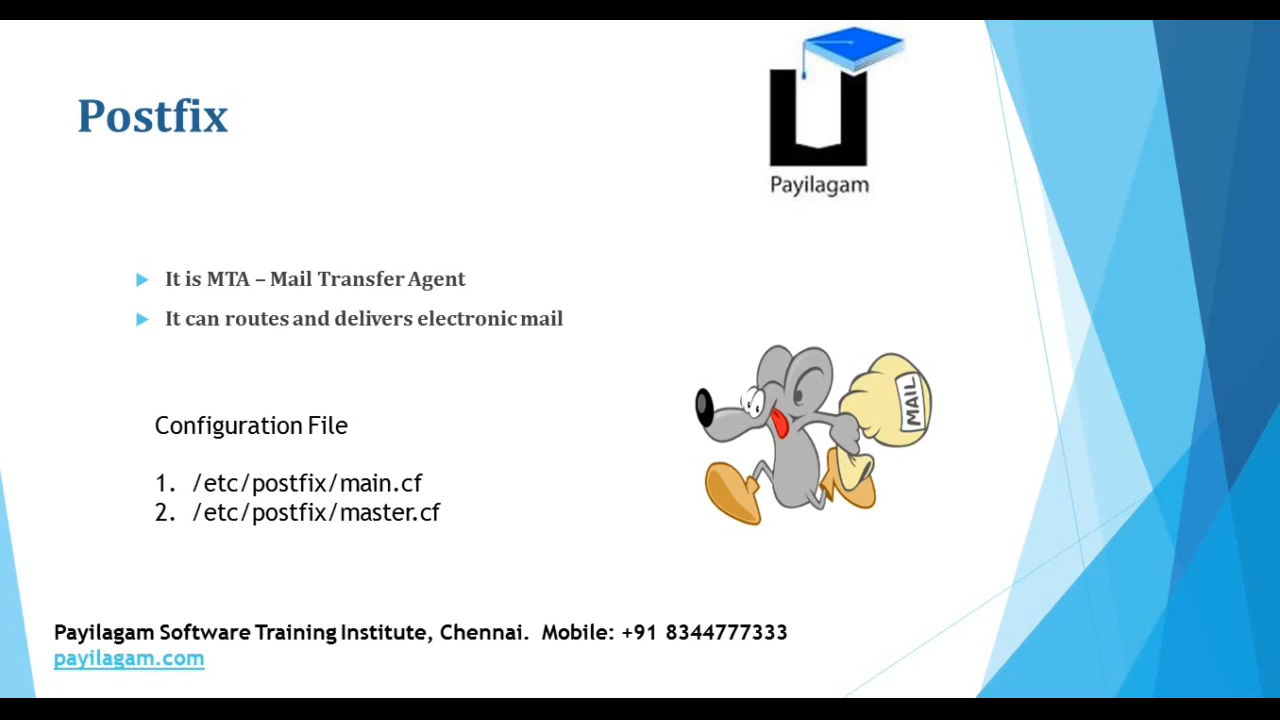 Payilagam
Postfix
It is MTA – Mail Transfer Agent
It can routes and delivers electronic mail
MAIL
Configuration File
1. /etc/postfix/main.cf
2. /etc/postfix/master.cf
Payilagam Software Training Institute, Chennai. Mobile: +91 8344777333
payilagam.com